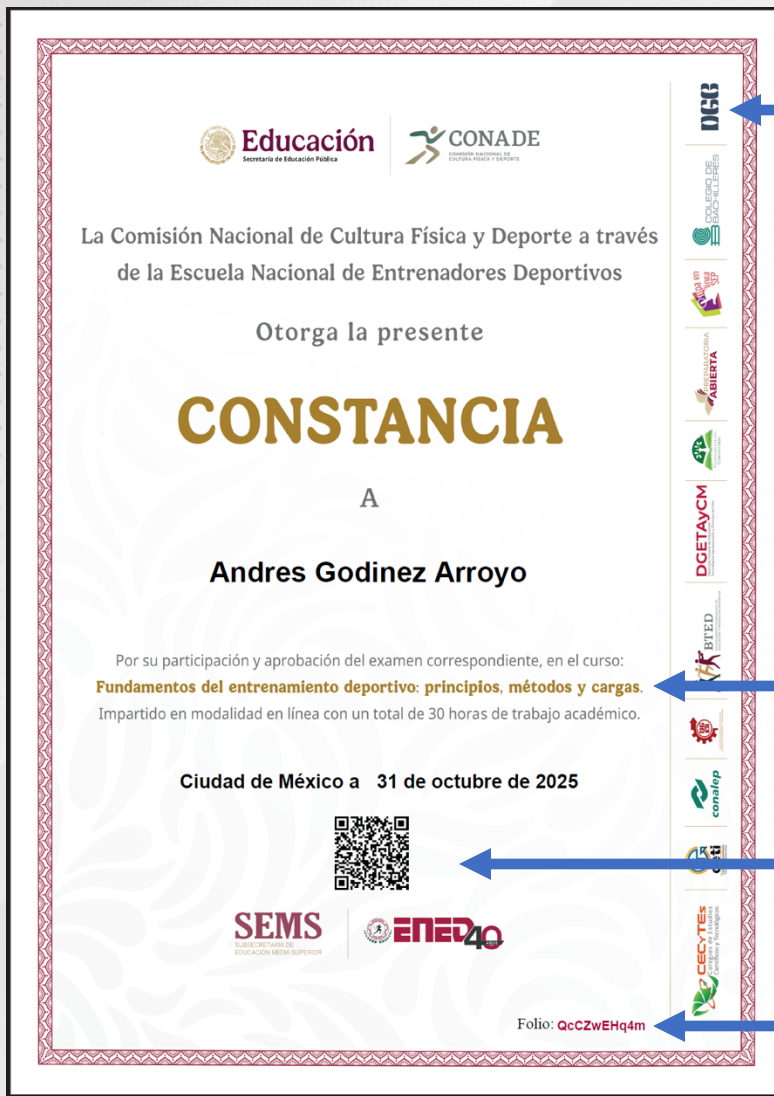 Educación
Secretaría de Educación Pública
CONADE
COMISIÓN NACIONAL DE
CULTURA FÍSICA Y DEPORTE
La Comisión Nacional de Cultura Física y Deporte a través
de la Escuela Nacional de Entrenadores Deportivos
Otorga la presente
CONSTANCIA
A
Andres Godinez Arroyo
Por su participación y aprobación del examen correspondiente, en el curso:
Fundamentos del entrenamiento deportivo: principios, métodos y cargas.
Impartido en modalidad en línea con un total de 30 horas de trabajo académico.
Ciudad de México a 31 de octubre de 2025
SEMS
SUBSECRETARÍA DE
EDUCACIÓN MEDIA SUPERIOR
ENED40
AÑOS
Folio: QcCZwEHq4m
DGB
COLEGIO DE
BACHILLERES
en línea
SEP
PREPARATORIA
ABIERTA
DGETAyCM
BTED
conalep
CECyTEs
Colegios de Estudios
Científicos y Tecnológicos